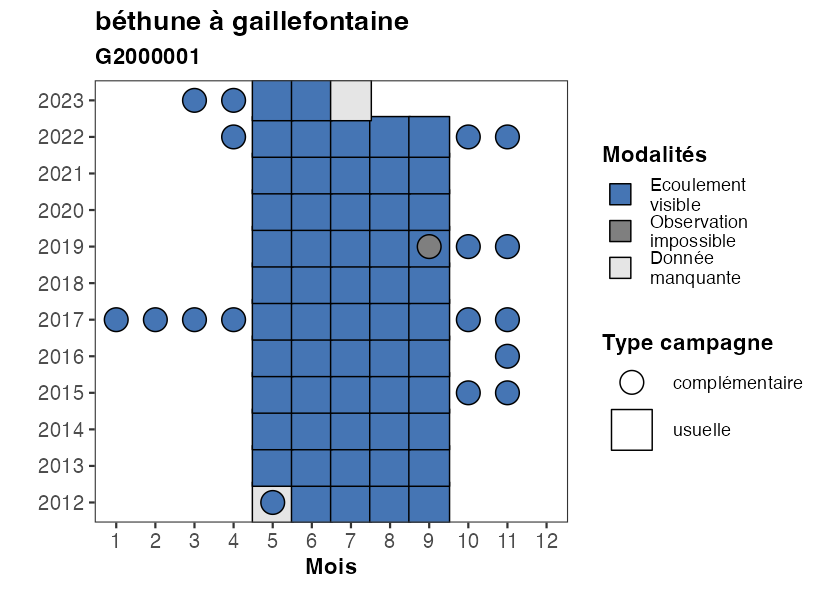 béthune à gaillefontaine
G2000001
2023
2022
2021
2020
2019
2018
2017
2016
2015
2014
2013
2012
1 2 3 4 5 6 7 8 9 10 11 12
Mois
Modalités
Ecoulement
visible
Observation
impossible
Donnée
manquante
Type campagne
complémentaire
usuelle